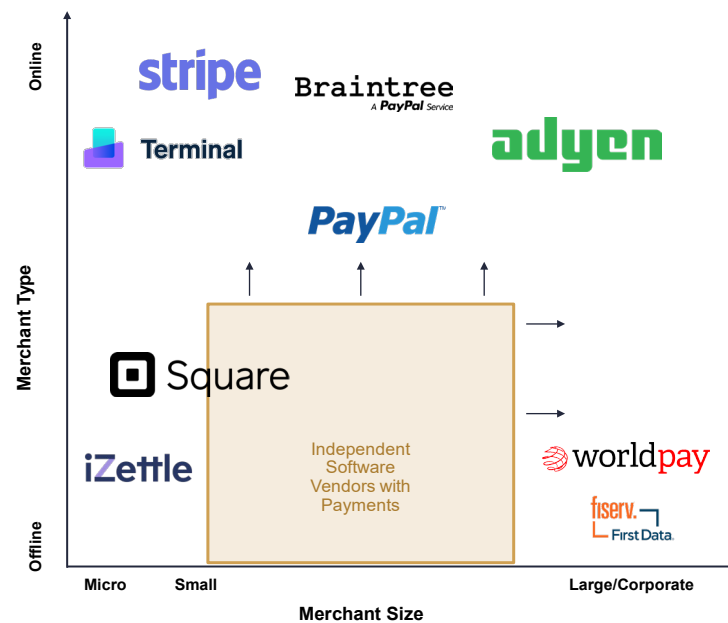 Online
stripe
Braintree
A PayPal Service
adyen
Terminal
PayPal™
Merchant Type
Square
iZettle
Independent
Software
Vendors with
Payments
worldpay
fiserv.
First Data.
Offline
Micro
Small
Large/Corporate
Merchant Size